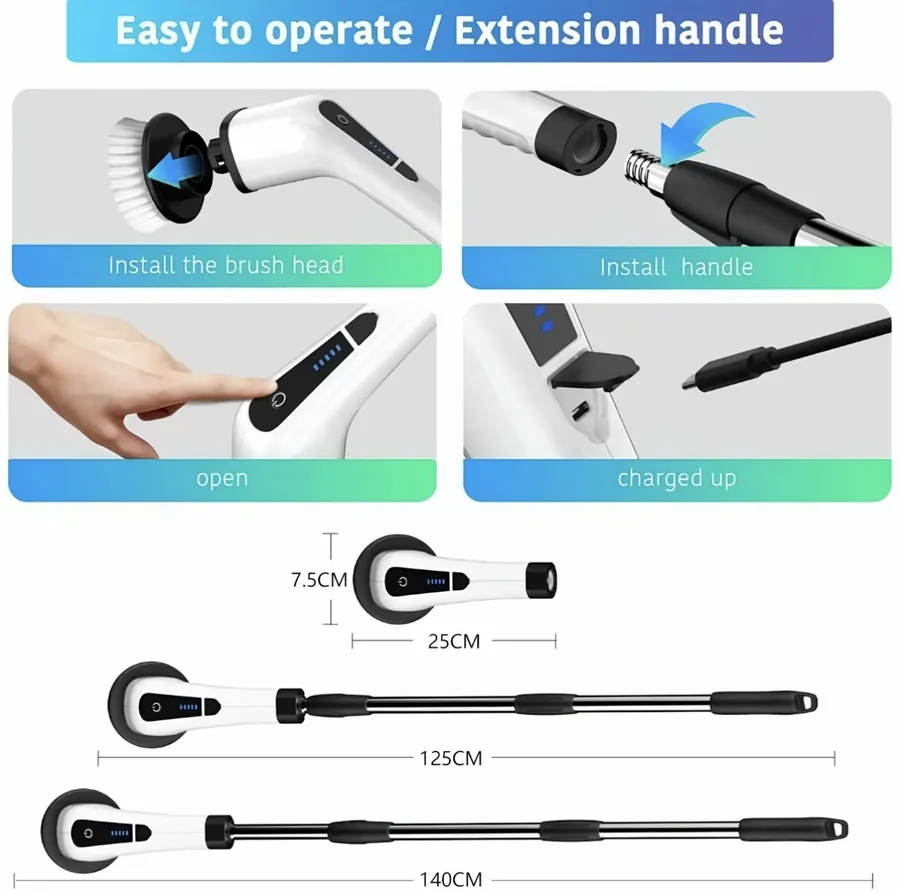 Easy to operate / Extension handle
Install the brush head
Install handle
open
charged up
7.5CM
25CM
125CM
140CM